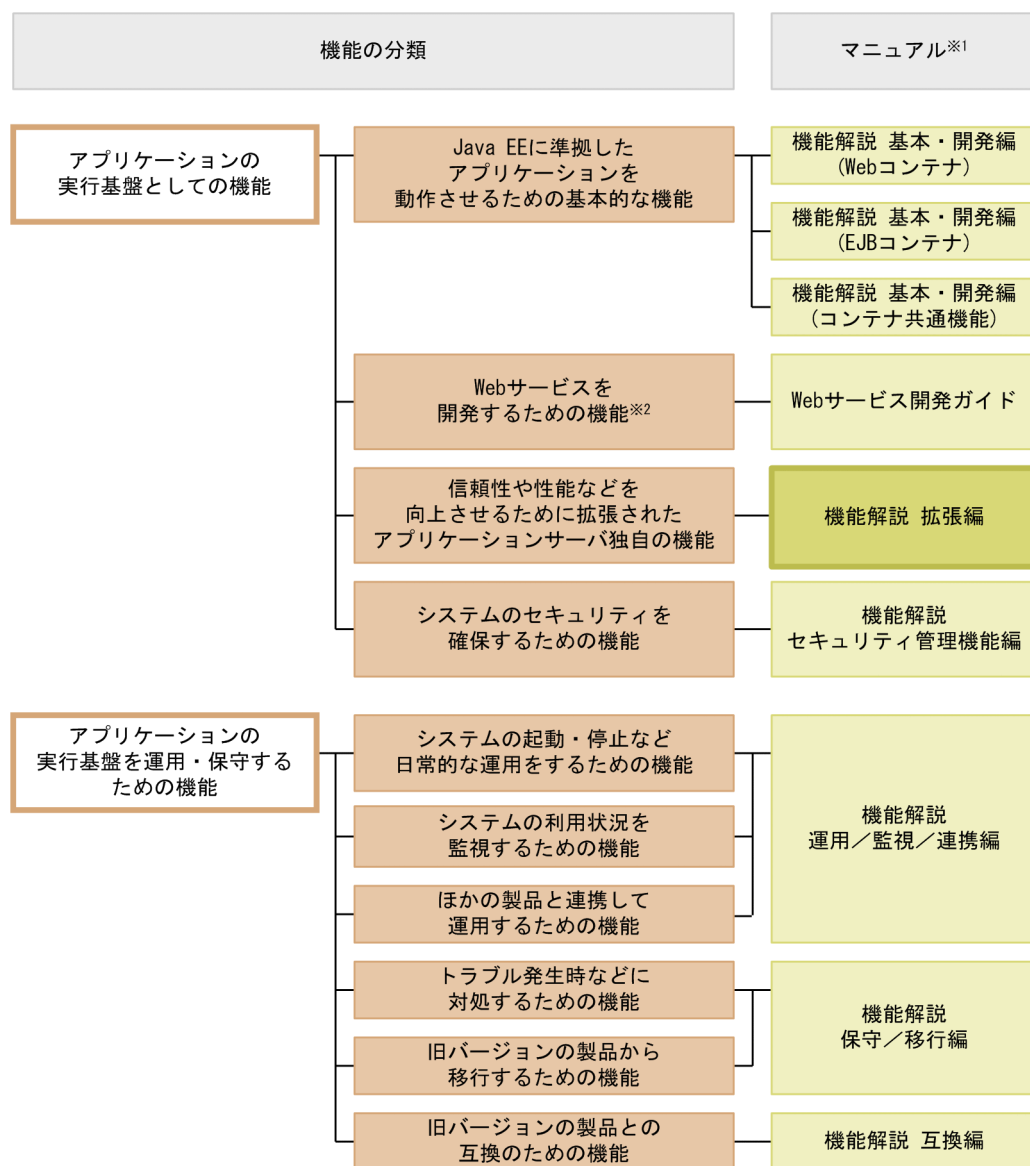 機能の分類
マニュアル※1
アプリケーションの
実行基盤としての機能
Java EEに準拠した
アプリケーションを
動作させるための基本的な機能
機能解説 基本・開発編
(Webコンテナ)
機能解説 基本・開発編
(EJBコンテナ)
機能解説 基本・開発編
(コンテナ共通機能)
Webサービスを
開発するための機能※2
Webサービス開発ガイド
信頼性や性能などを
向上させるために拡張された
アプリケーションサーバ独自の機能
機能解説 拡張編
システムのセキュリティを
確保するための機能
機能解説
セキュリティ管理機能編
アプリケーションの
実行基盤を運用・保守する
ための機能
システムの起動・停止など
日常的な運用をするための機能
システムの利用状況を
監視するための機能
ほかの製品と連携して
運用するための機能
機能解説
運用／監視／連携編
トラブル発生時などに
対処するための機能
旧バージョンの製品から
移行するための機能
機能解説
保守／移行編
旧バージョンの製品との
互換のための機能
機能解説 互換編